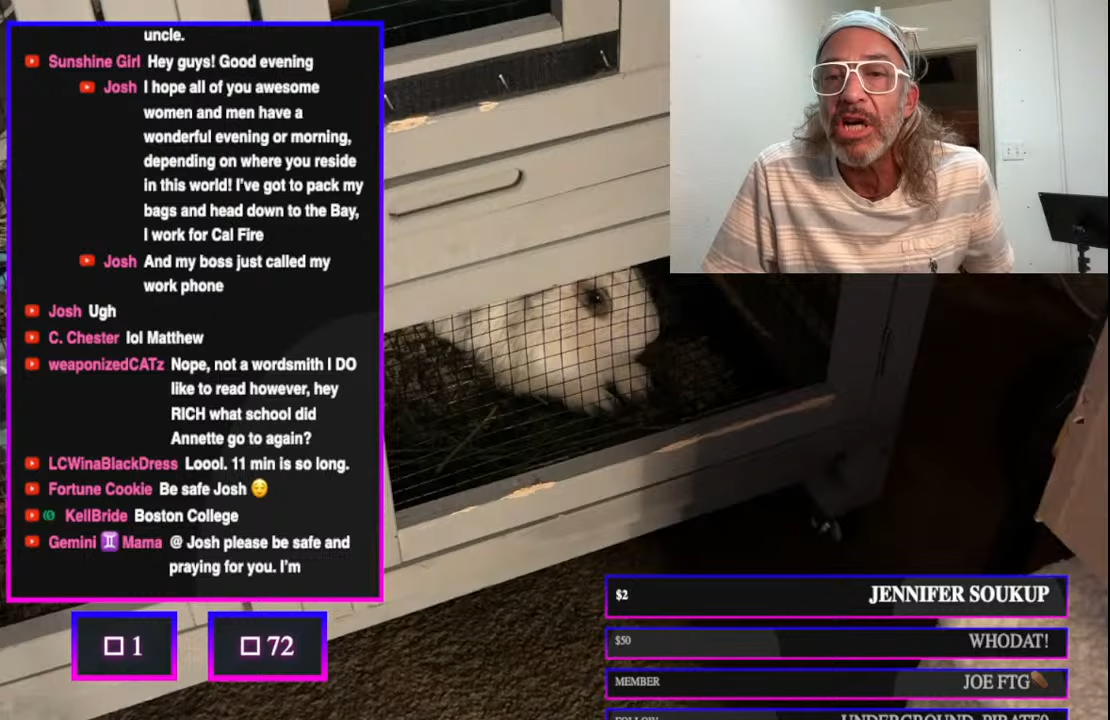 uncle.
Sunshine Girl Hey guys! Good evening
Josh I hope all of you awesome
women and men have a
wonderful evening or morning,
depending on where you reside
in this world! I've got to pack my
bags and head down to the Bay,
I work for Cal Fire
Josh And my boss just called my
work phone
Josh Ugh
C. Chester lol Matthew
weaponizedCATz Nope, not a wordsmith I DO
like to read however, hey
RICH what school did
Annette go to again?
LCWinaBlackDress Loool. 11 min is so long.
Fortune Cookie Be safe Josh 😌
KellBride Boston College
Gemini ♊ Mama @ Josh please be safe and
praying for you. I'm
1
72
$2 JENNIFER SOUKUP
$50 WHODAT!
MEMBER JOE FTG⚰️
FOLLOW UNDERGROUND_PIRATE0